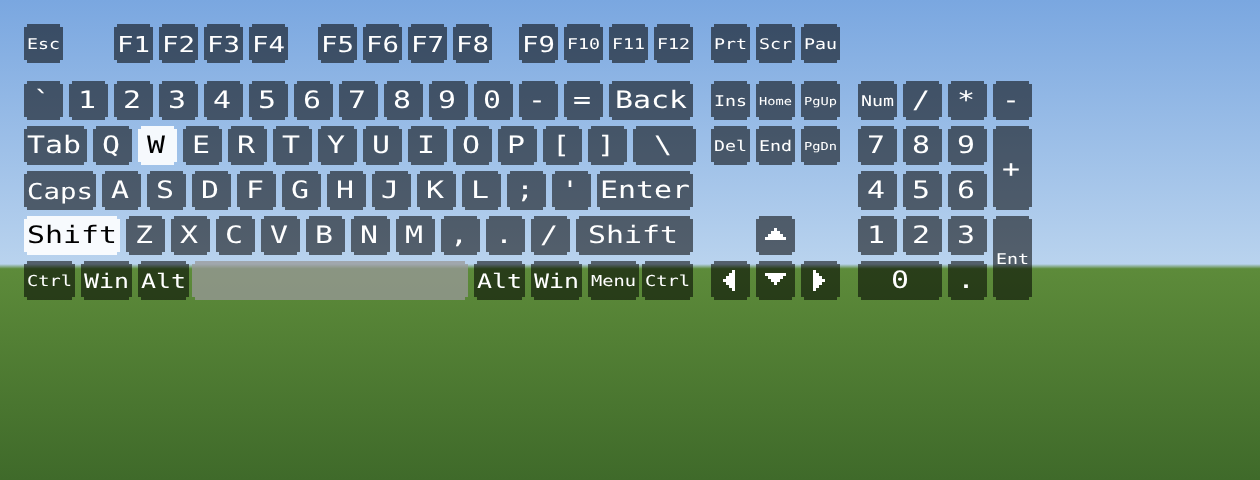 Esc F1 F2 F3 F4 F5 F6 F7 F8 F9 F10 F11 F12 Prt Scr Pau
` 1 2 3 4 5 6 7 8 9 0 - = Back Ins Home PgUp Num / * -
Tab Q W E R T Y U I O P [ ] \ Del End PgDn 7 8 9 +
Caps A S D F G H J K L ; ' Enter 4 5 6
Shift Z X C V B N M , . / Shift 1 2 3 Ent
Ctrl Win Alt Alt Win Menu Ctrl 0 .